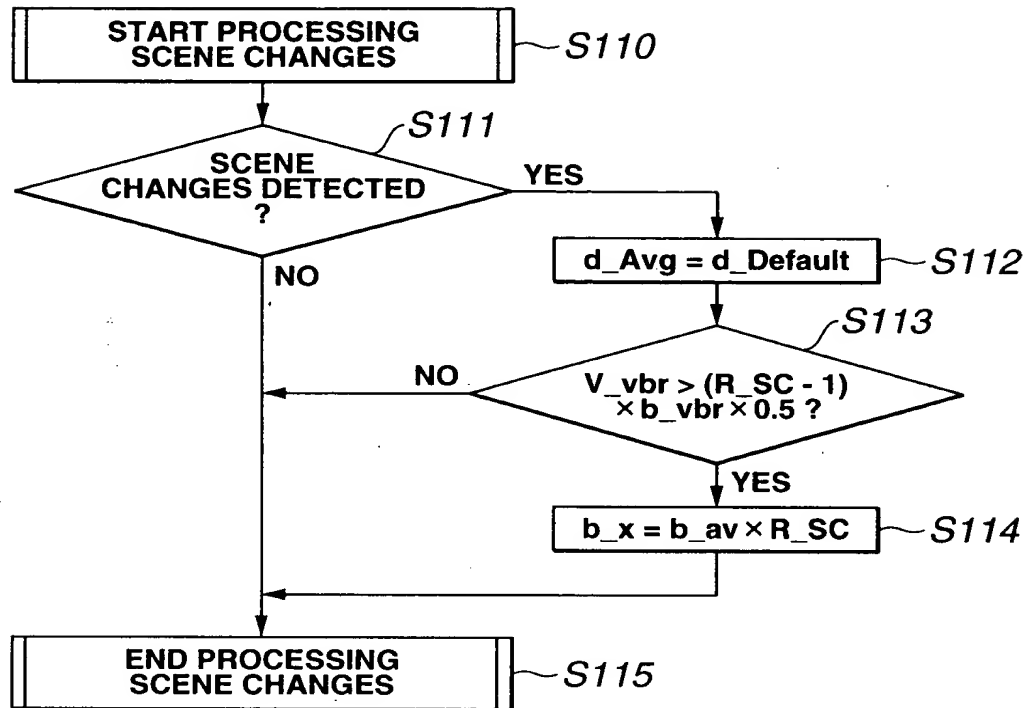 START PROCESSING
SCENE CHANGES
S110
S111
SCENE
CHANGES DETECTED
?
YES
NO
d_Avg = d_Default
S112
S113
NO
V_vbr > (R_SC - 1)
× b_vbr × 0.5 ?
YES
b_x = b_av × R_SC
S114
END PROCESSING
SCENE CHANGES
S115